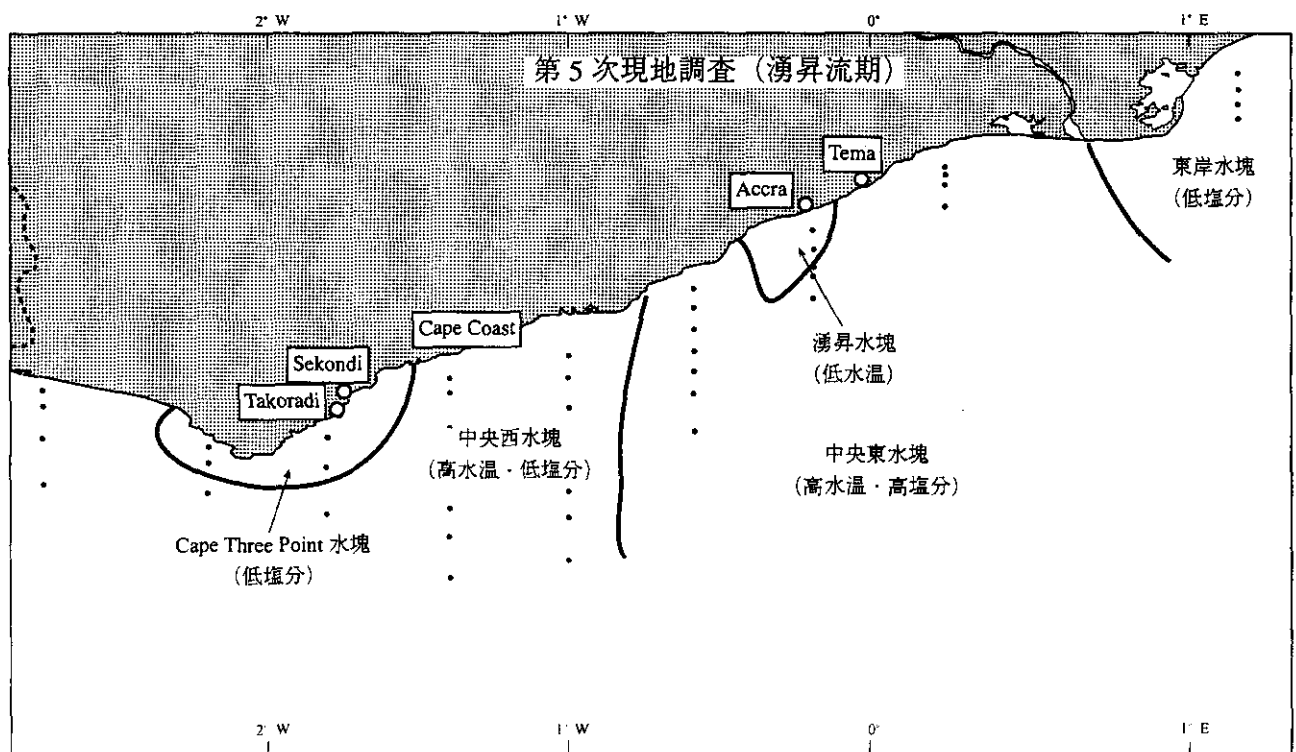 2° W
1° W
0°
1° E
第5次現地調査（湧昇流期）
Tema
Accra
東岸水塊
(低塩分)
Cape Coast
Sekondi
Takoradi
湧昇水塊
(低水温)
中央西水塊
(高水温・低塩分)
中央東水塊
(高水温・高塩分)
Cape Three Point 水塊
(低塩分)
2° W
1° W
0°
1° E